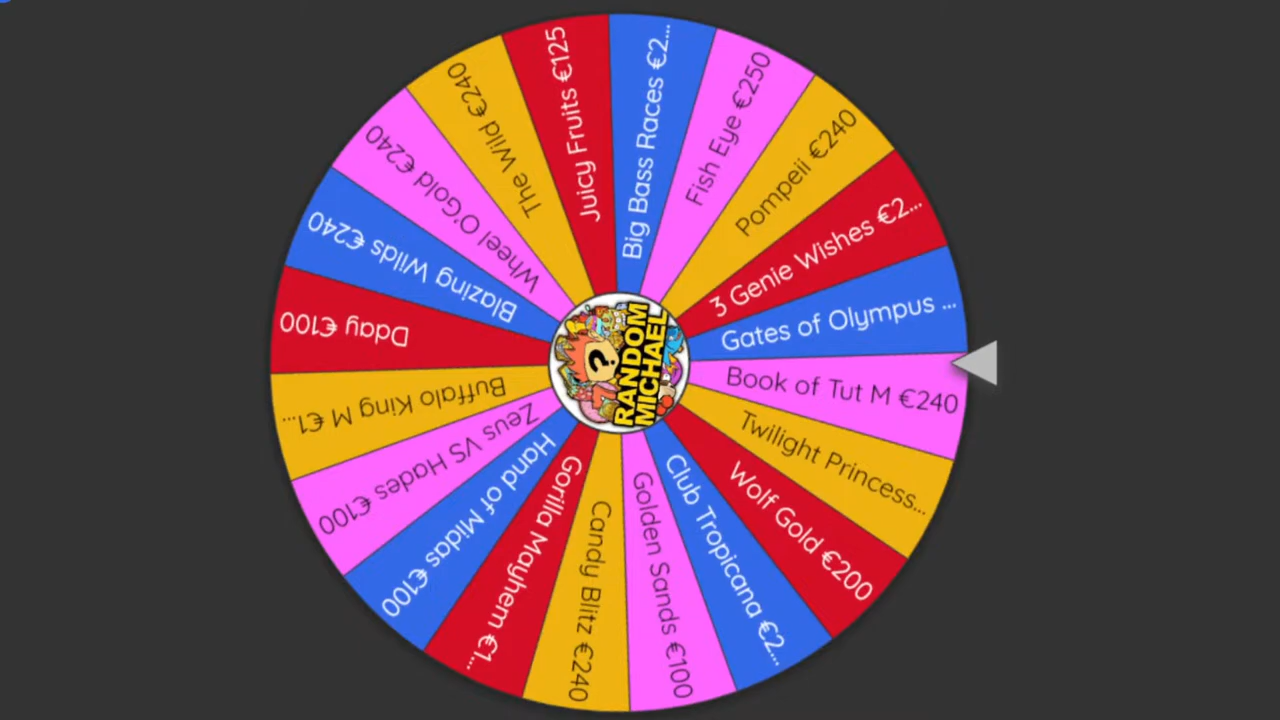 Big Bass Races €2...
Fish Eye €250
Pompeii €240
3 Genie Wishes €2...
Gates of Olympus ...
Book of Tut M €240
Twilight Princess...
Wolf Gold €200
Club Tropicana €2...
Golden Sands €100
Candy Blitz €240
Gorilla Mayhem €1...
Hand of Midas €100
Zeus VS Hades €100
Buffalo King M €1...
Dday €100
Blazing Wilds €240
Wheel O'Gold €240
The Wild €240
Juicy Fruits €125
?
RANDOM
MICHAEL